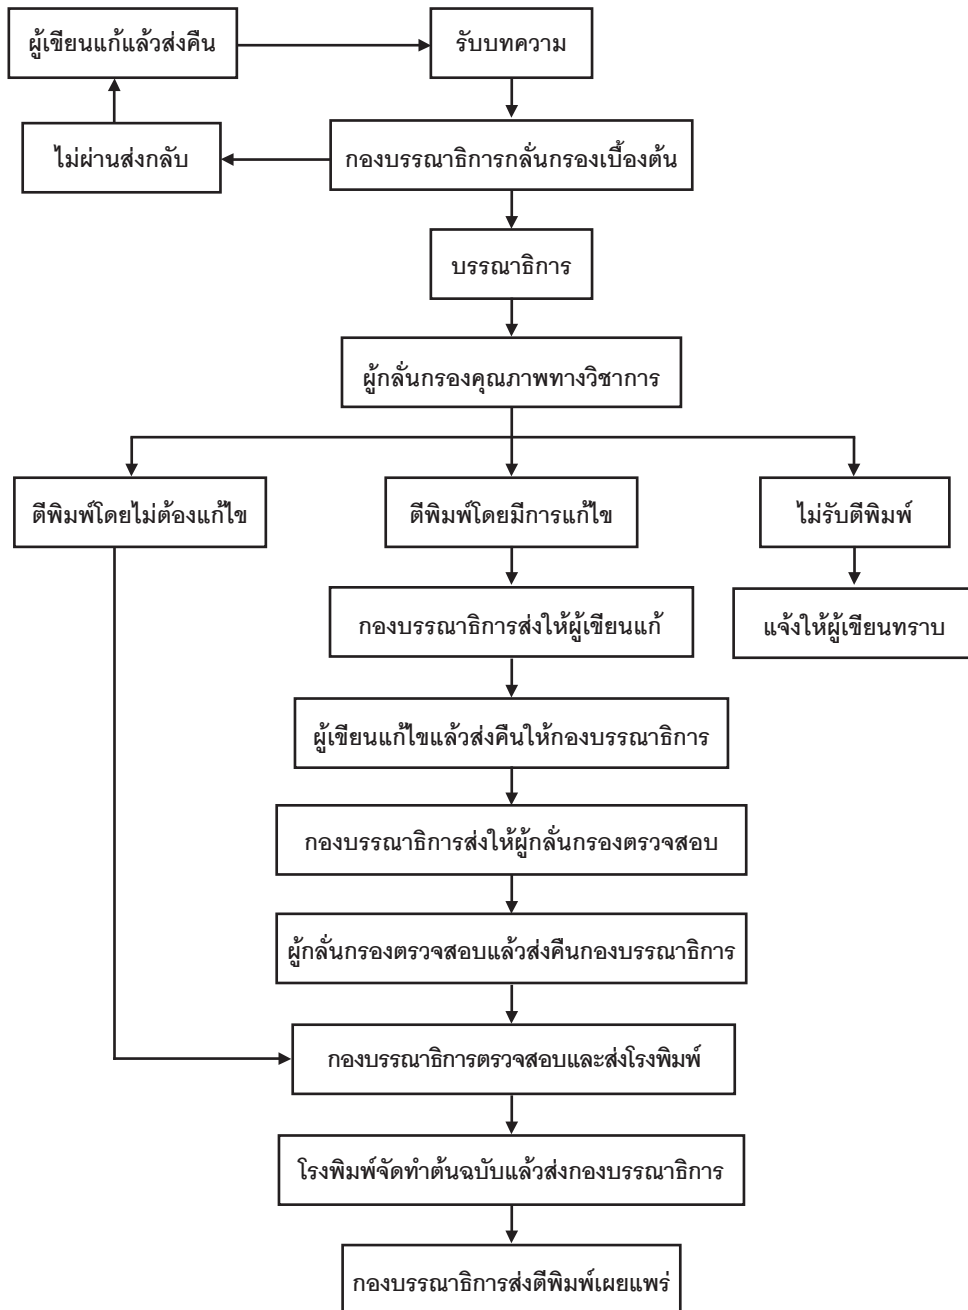 ผู้เขียนแก้แล้วส่งคืน
รับบทความ
ไม่ผ่านส่งกลับ
กองบรรณาธิการกลั่นกรองเบื้องต้น
บรรณาธิการ
ผู้กลั่นกรองคุณภาพทางวิชาการ
ตีพิมพ์โดยไม่ต้องแก้ไข
ตีพิมพ์โดยมีการแก้ไข
ไม่รับตีพิมพ์
กองบรรณาธิการส่งให้ผู้เขียนแก้
แจ้งให้ผู้เขียนทราบ
ผู้เขียนแก้ไขแล้วส่งคืนให้กองบรรณาธิการ
กองบรรณาธิการส่งให้ผู้กลั่นกรองตรวจสอบ
ผู้กลั่นกรองตรวจสอบแล้วส่งคืนกองบรรณาธิการ
กองบรรณาธิการตรวจสอบและส่งโรงพิมพ์
โรงพิมพ์จัดทำต้นฉบับแล้วส่งกองบรรณาธิการ
กองบรรณาธิการส่งตีพิมพ์เผยแพร่